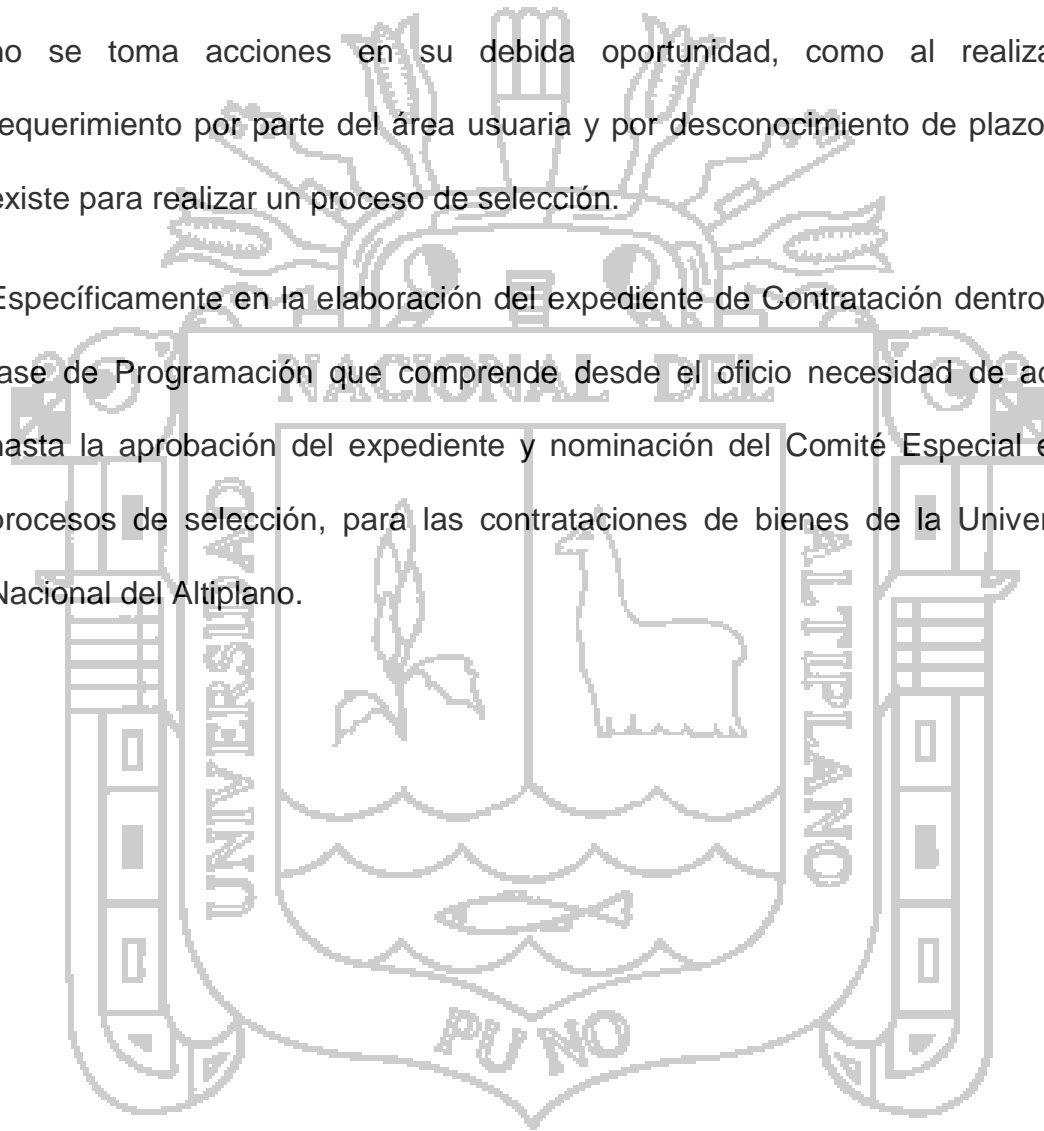 no se toma acciones en su debida oportunidad, como al realiza
equerimiento por parte del área usuaria y por desconocimiento de plazo
existe para realizar un proceso de selección.
Específicamente en la elaboración del expediente de Contratación dentro
ase de Programación que comprende desde el oficio necesidad de ad
hasta la aprobación del expediente y nominación del Comité Especial e
procesos de selección, para las contrataciones de bienes de la Univer
Nacional del Altiplano.
UNIVERSIDAD
NACIONAL DEL
ALTIPLANO
PUNO